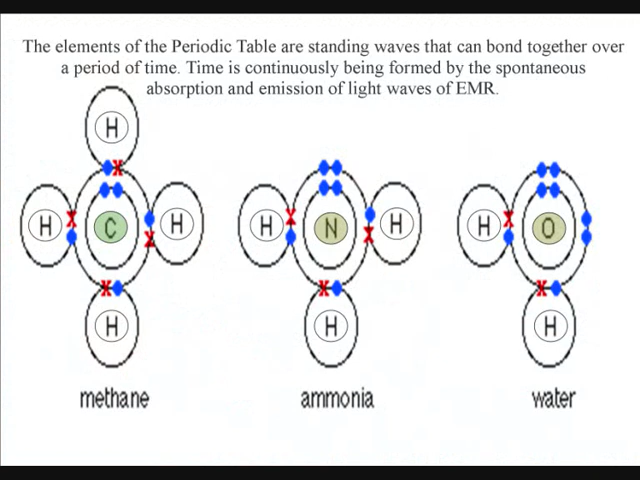 The elements of the Periodic Table are standing waves that can bond together over
a period of time. Time is continuously being formed by the spontaneous
absorption and emission of light waves of EMR.
H
H C H
H N H
H O
H
H
H
methane
ammonia
water